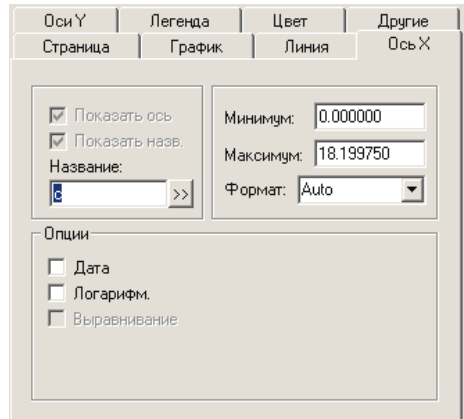 Оси Y Легенда Цвет Другие
Страница График Линия Ось X
Показать ось
Показать назв.
Название:
с >>
Минимум: 0.000000
Максимум: 18.199750
Формат: Auto
Опции
Дата
Логарифм.
Выравнивание